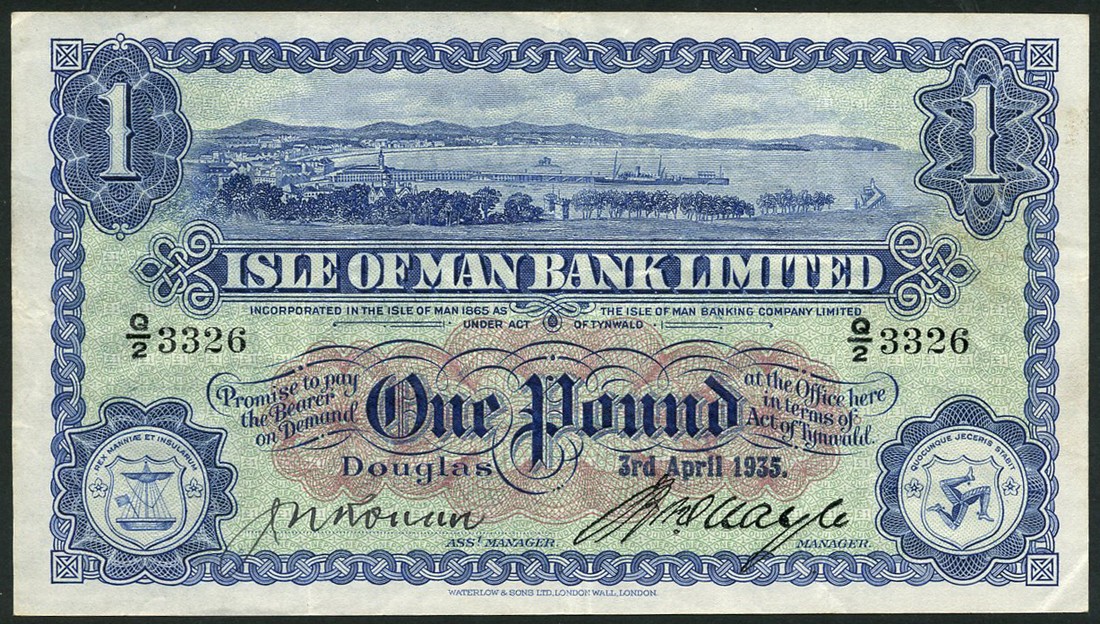 1 1
ISLE OF MAN BANK LIMITED
INCORPORATED IN THE ISLE OF MAN 1865 AS THE ISLE OF MAN BANKING COMPANY LIMITED
UNDER ACT OF TYNWALD
Q/2 3326 Q/2 3326
Promise to pay
the Bearer
on Demand
One Pound
at the Office here
in terms of
Act of Tynwald.
Douglas 3rd April 1935.
REX MANNIÆ ET INSULARUM
QUOCUNQUE JECERIS STABIT
ASST MANAGER. MANAGER.
WATERLOW & SONS LTD, LONDON WALL, LONDON.